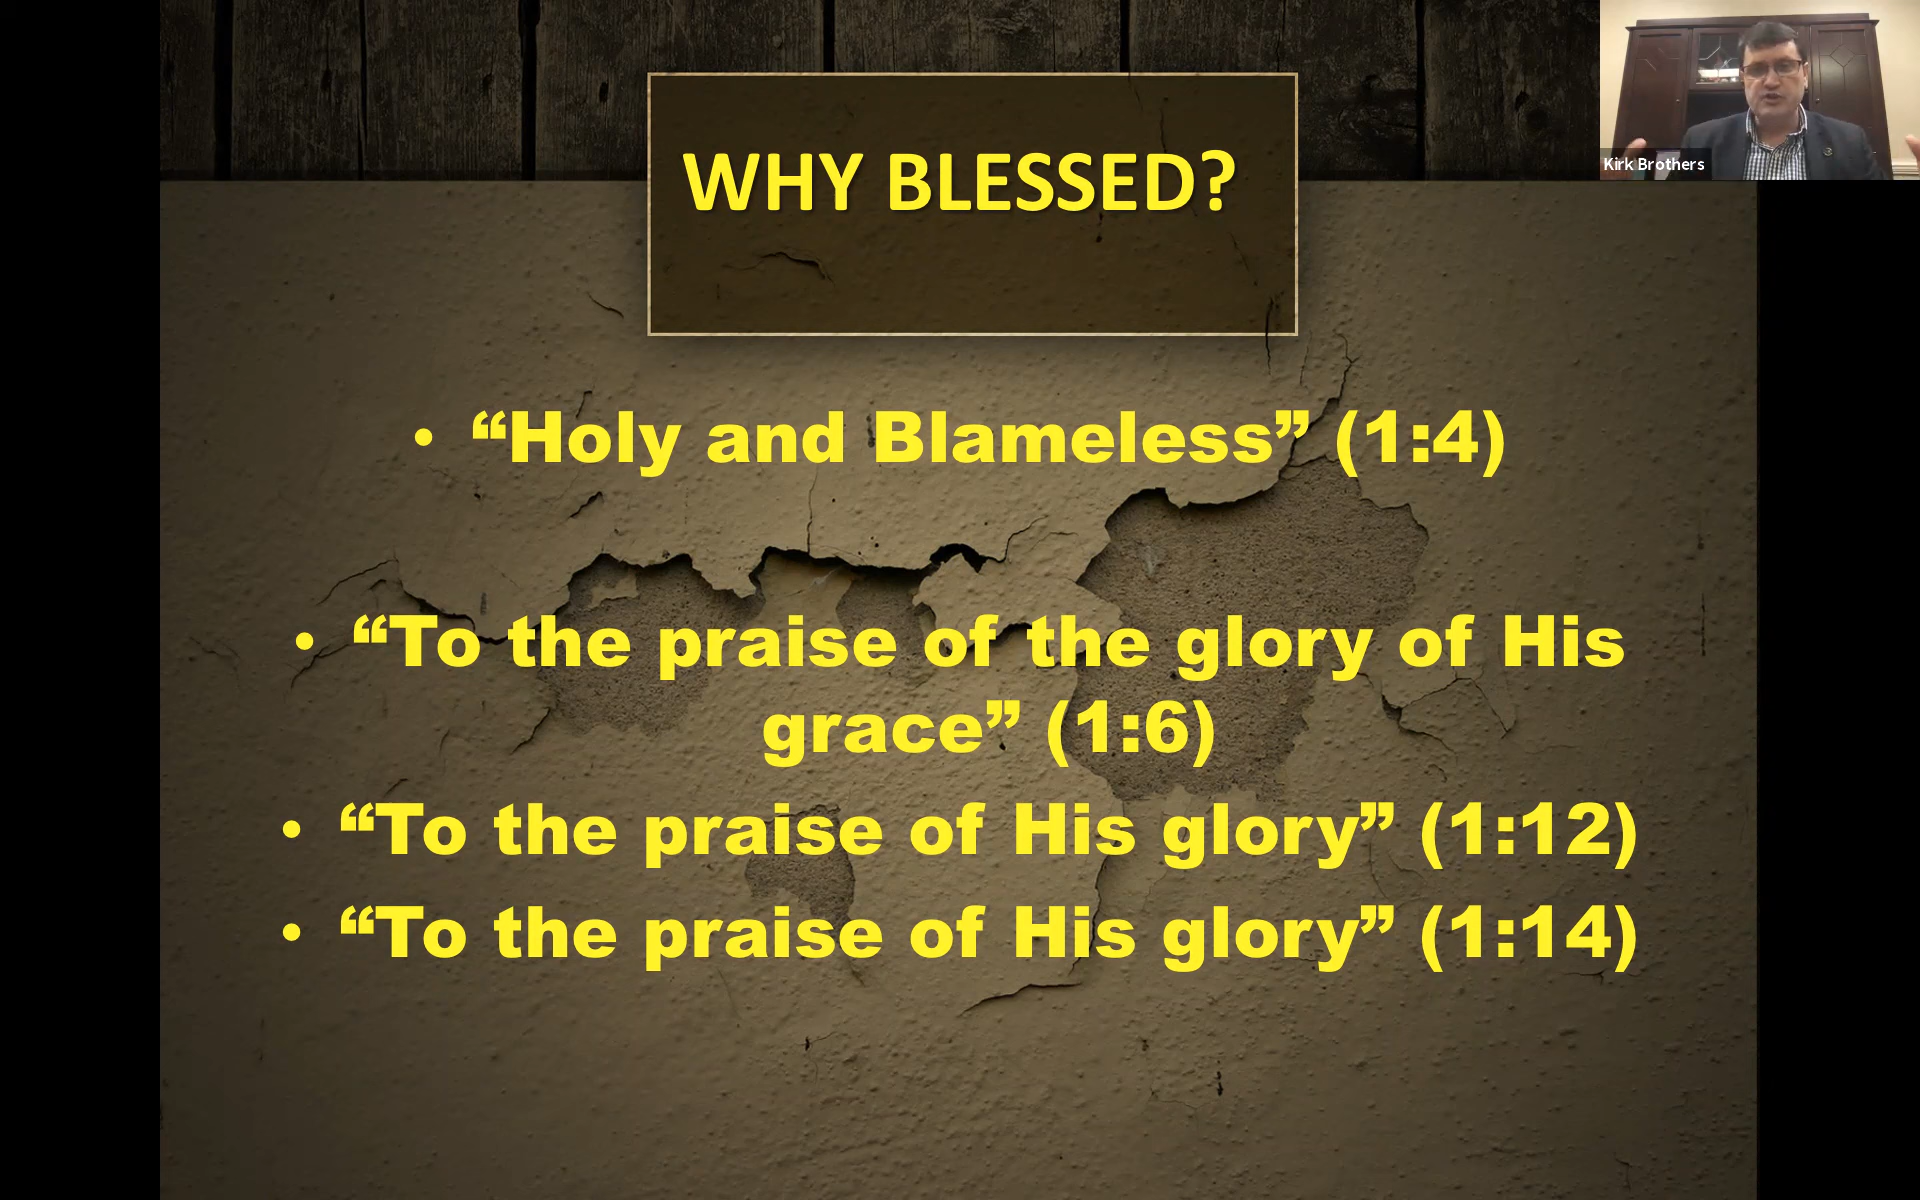 WHY BLESSED?
Kirk Brothers
• “Holy and Blameless” (1:4)
• “To the praise of the glory of His
grace” (1:6)
• “To the praise of His glory” (1:12)
• “To the praise of His glory” (1:14)